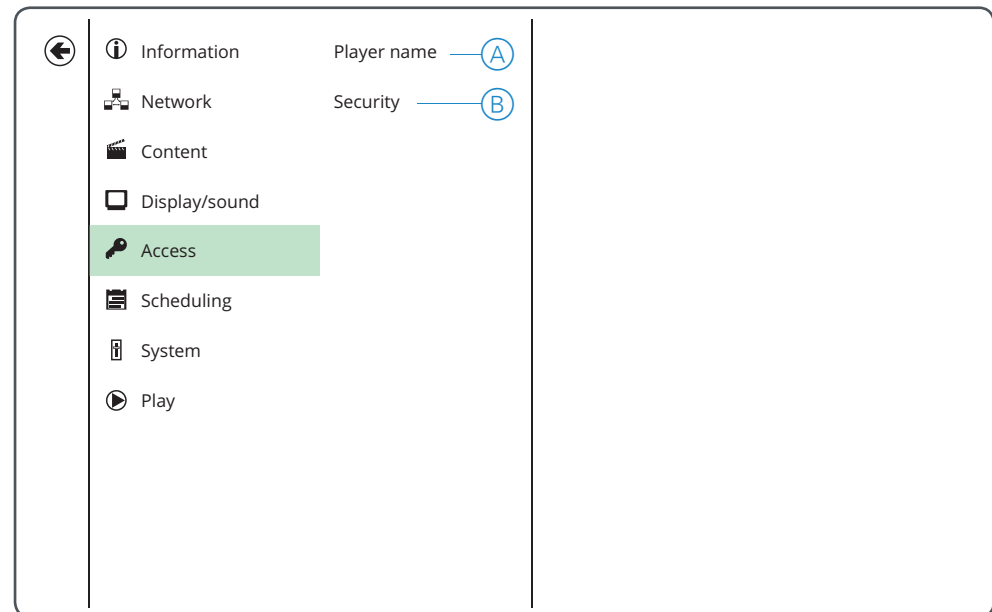 Information
Network
Content
Display/sound
Access
Scheduling
System
Play
Player name A
Security B